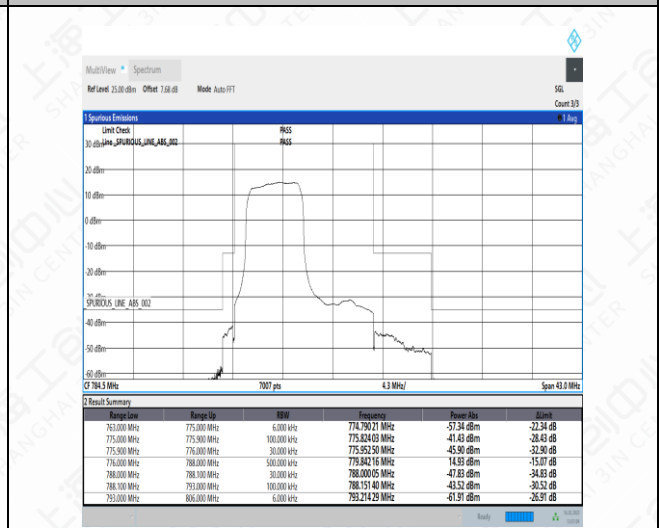 MultiView Spectrum
Ref Level 25.00 dBm Offset 7.68 dB Mode Auto FFT SGL
Count 3/3
1 Spurious Emissions 1 Avg
Limit Check PASS
Line _SPURIOUS_LINE_ABS_002 PASS
30 dBm
20 dBm
10 dBm
0 dBm
-10 dBm
-20 dBm
SPURIOUS_LINE_ABS_002
-40 dBm
-50 dBm
-60 dBm
CF 784.5 MHz 7007 pts 4.3 MHz/ Span 43.0 MHz
2 Result Summary
Range Low Range Up RBW Frequency Power Abs ΔLimit
763.000 MHz 775.000 MHz 6.000 kHz 774.790 21 MHz -57.34 dBm -22.34 dB
775.000 MHz 775.900 MHz 100.000 kHz 775.824 03 MHz -41.43 dBm -28.43 dB
775.900 MHz 776.000 MHz 30.000 kHz 775.952 50 MHz -45.90 dBm -32.90 dB
776.000 MHz 788.000 MHz 500.000 kHz 779.842 16 MHz 14.93 dBm -15.07 dB
788.000 MHz 788.100 MHz 30.000 kHz 788.000 05 MHz -47.83 dBm -34.83 dB
788.100 MHz 793.000 MHz 100.000 kHz 788.151 40 MHz -43.52 dBm -30.52 dB
793.000 MHz 806.000 MHz 6.000 kHz 793.214 29 MHz -61.91 dBm -26.91 dB
Ready